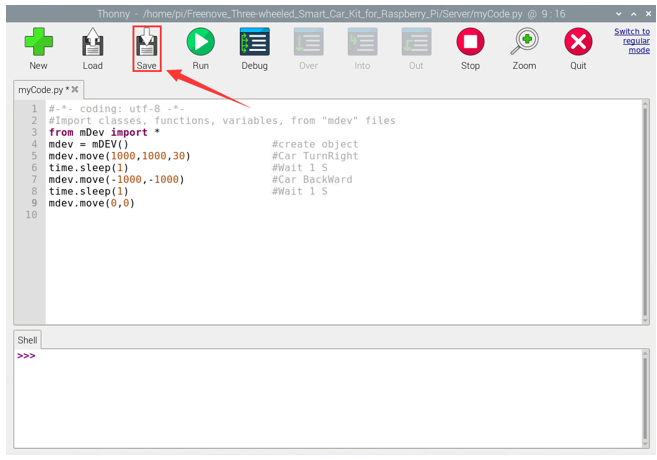 Thonny - /home/pi/Freenove_Three-wheeled_Smart_Car_Kit_for_Raspberry_Pi/Server/myCode.py @ 9 : 16
New Load Save Run Debug Over Into Out Stop Zoom Quit
Switch to
regular
mode
myCode.py *
1 #-*- coding: utf-8 -*-
2 #Import classes, functions, variables, from "mdev" files
3 from mDev import *
4 mdev = mDEV() #create object
5 mdev.move(1000,1000,30) #Car TurnRight
6 time.sleep(1) #Wait 1 S
7 mdev.move(-1000,-1000) #Car BackWard
8 time.sleep(1) #Wait 1 S
9 mdev.move(0,0)
10
Shell
>>>